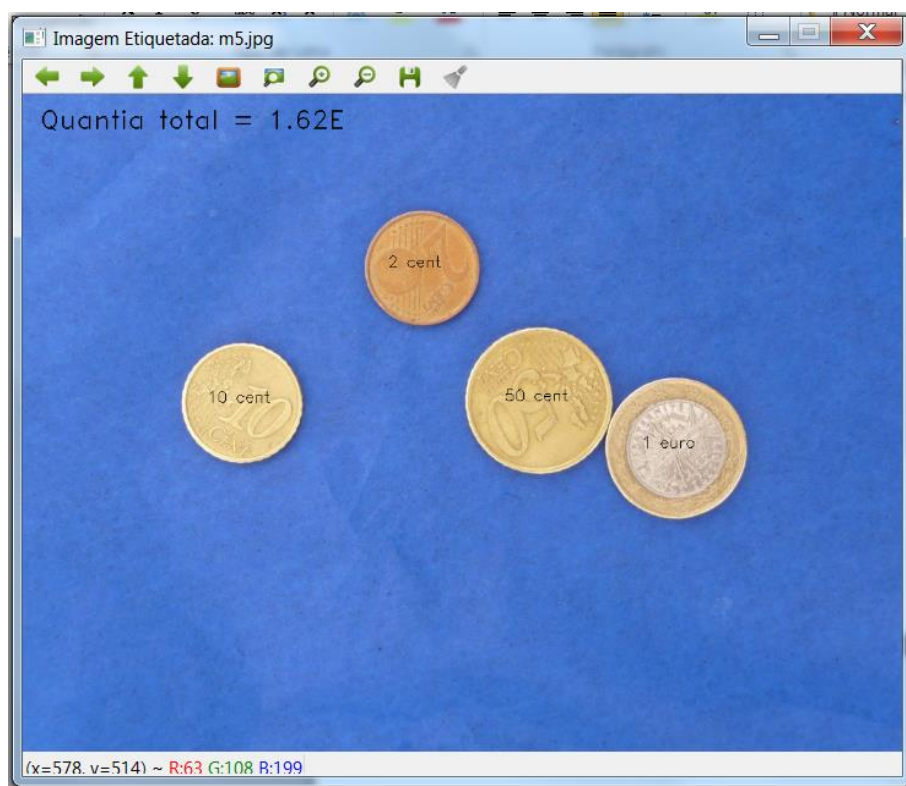 Imagem Etiquetada: m5.jpg
Quantia total = 1.62E
2 cent
10 cent
50 cent
1 euro
(x=578, y=514) ~ R:63 G:108 B:199